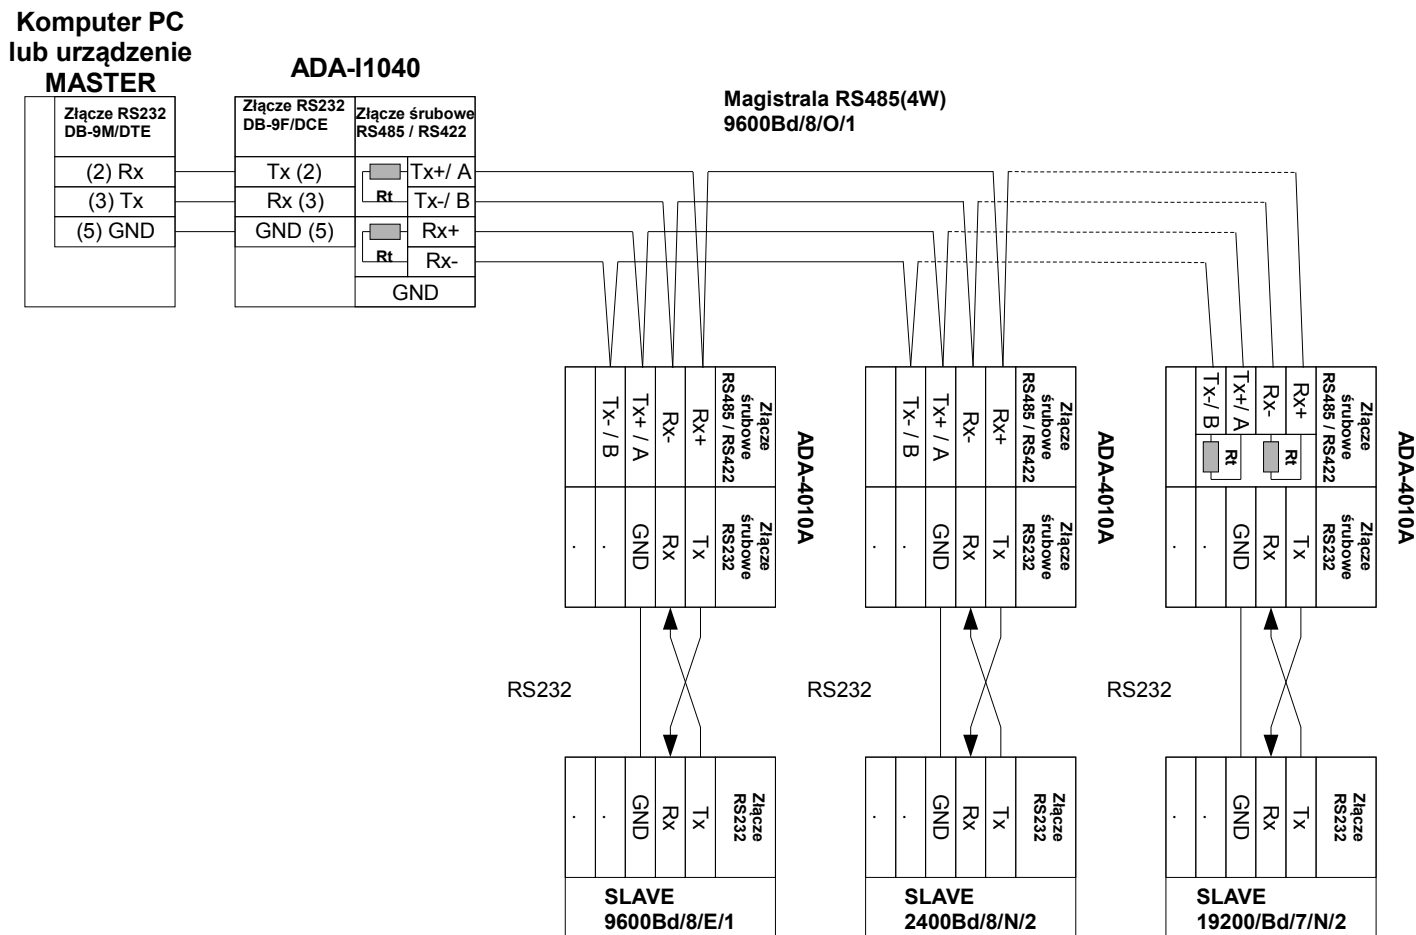 Komputer PC
lub urządzenie
MASTER
ADA-I1040
Magistrala RS485(4W)
9600Bd/8/O/1
Złącze RS232
DB-9M/DTE
(2) Rx
(3) Tx
(5) GND
Złącze RS232
DB-9F/DCE
Tx (2)
Rx (3)
GND (5)
Złącze śrubowe
RS485 / RS422
Rt
Tx+/ A
Tx-/ B
Rt
Rx+
Rx-
GND
Złącze
śrubowe
RS485 / RS422
Rx+
Rx-
Tx+ / A
Tx- / B
Złącze
śrubowe
RS232
Tx
Rx
GND
.
.
ADA-4010A
Złącze
śrubowe
RS485 / RS422
Rx+
Rx-
Tx+ / A
Tx- / B
Złącze
śrubowe
RS232
Tx
Rx
GND
.
.
ADA-4010A
Złącze
śrubowe
RS485 / RS422
Rx+
Rx-
Tx+/ A
Tx-/ B
Rt
Rt
Złącze
śrubowe
RS232
Tx
Rx
GND
.
.
ADA-4010A
RS232
RS232
RS232
Złącze
RS232
Tx
Rx
GND
.
.
SLAVE
9600Bd/8/E/1
Złącze
RS232
Tx
Rx
GND
.
.
SLAVE
2400Bd/8/N/2
Złącze
RS232
Tx
Rx
GND
.
.
SLAVE
19200/Bd/7/N/2